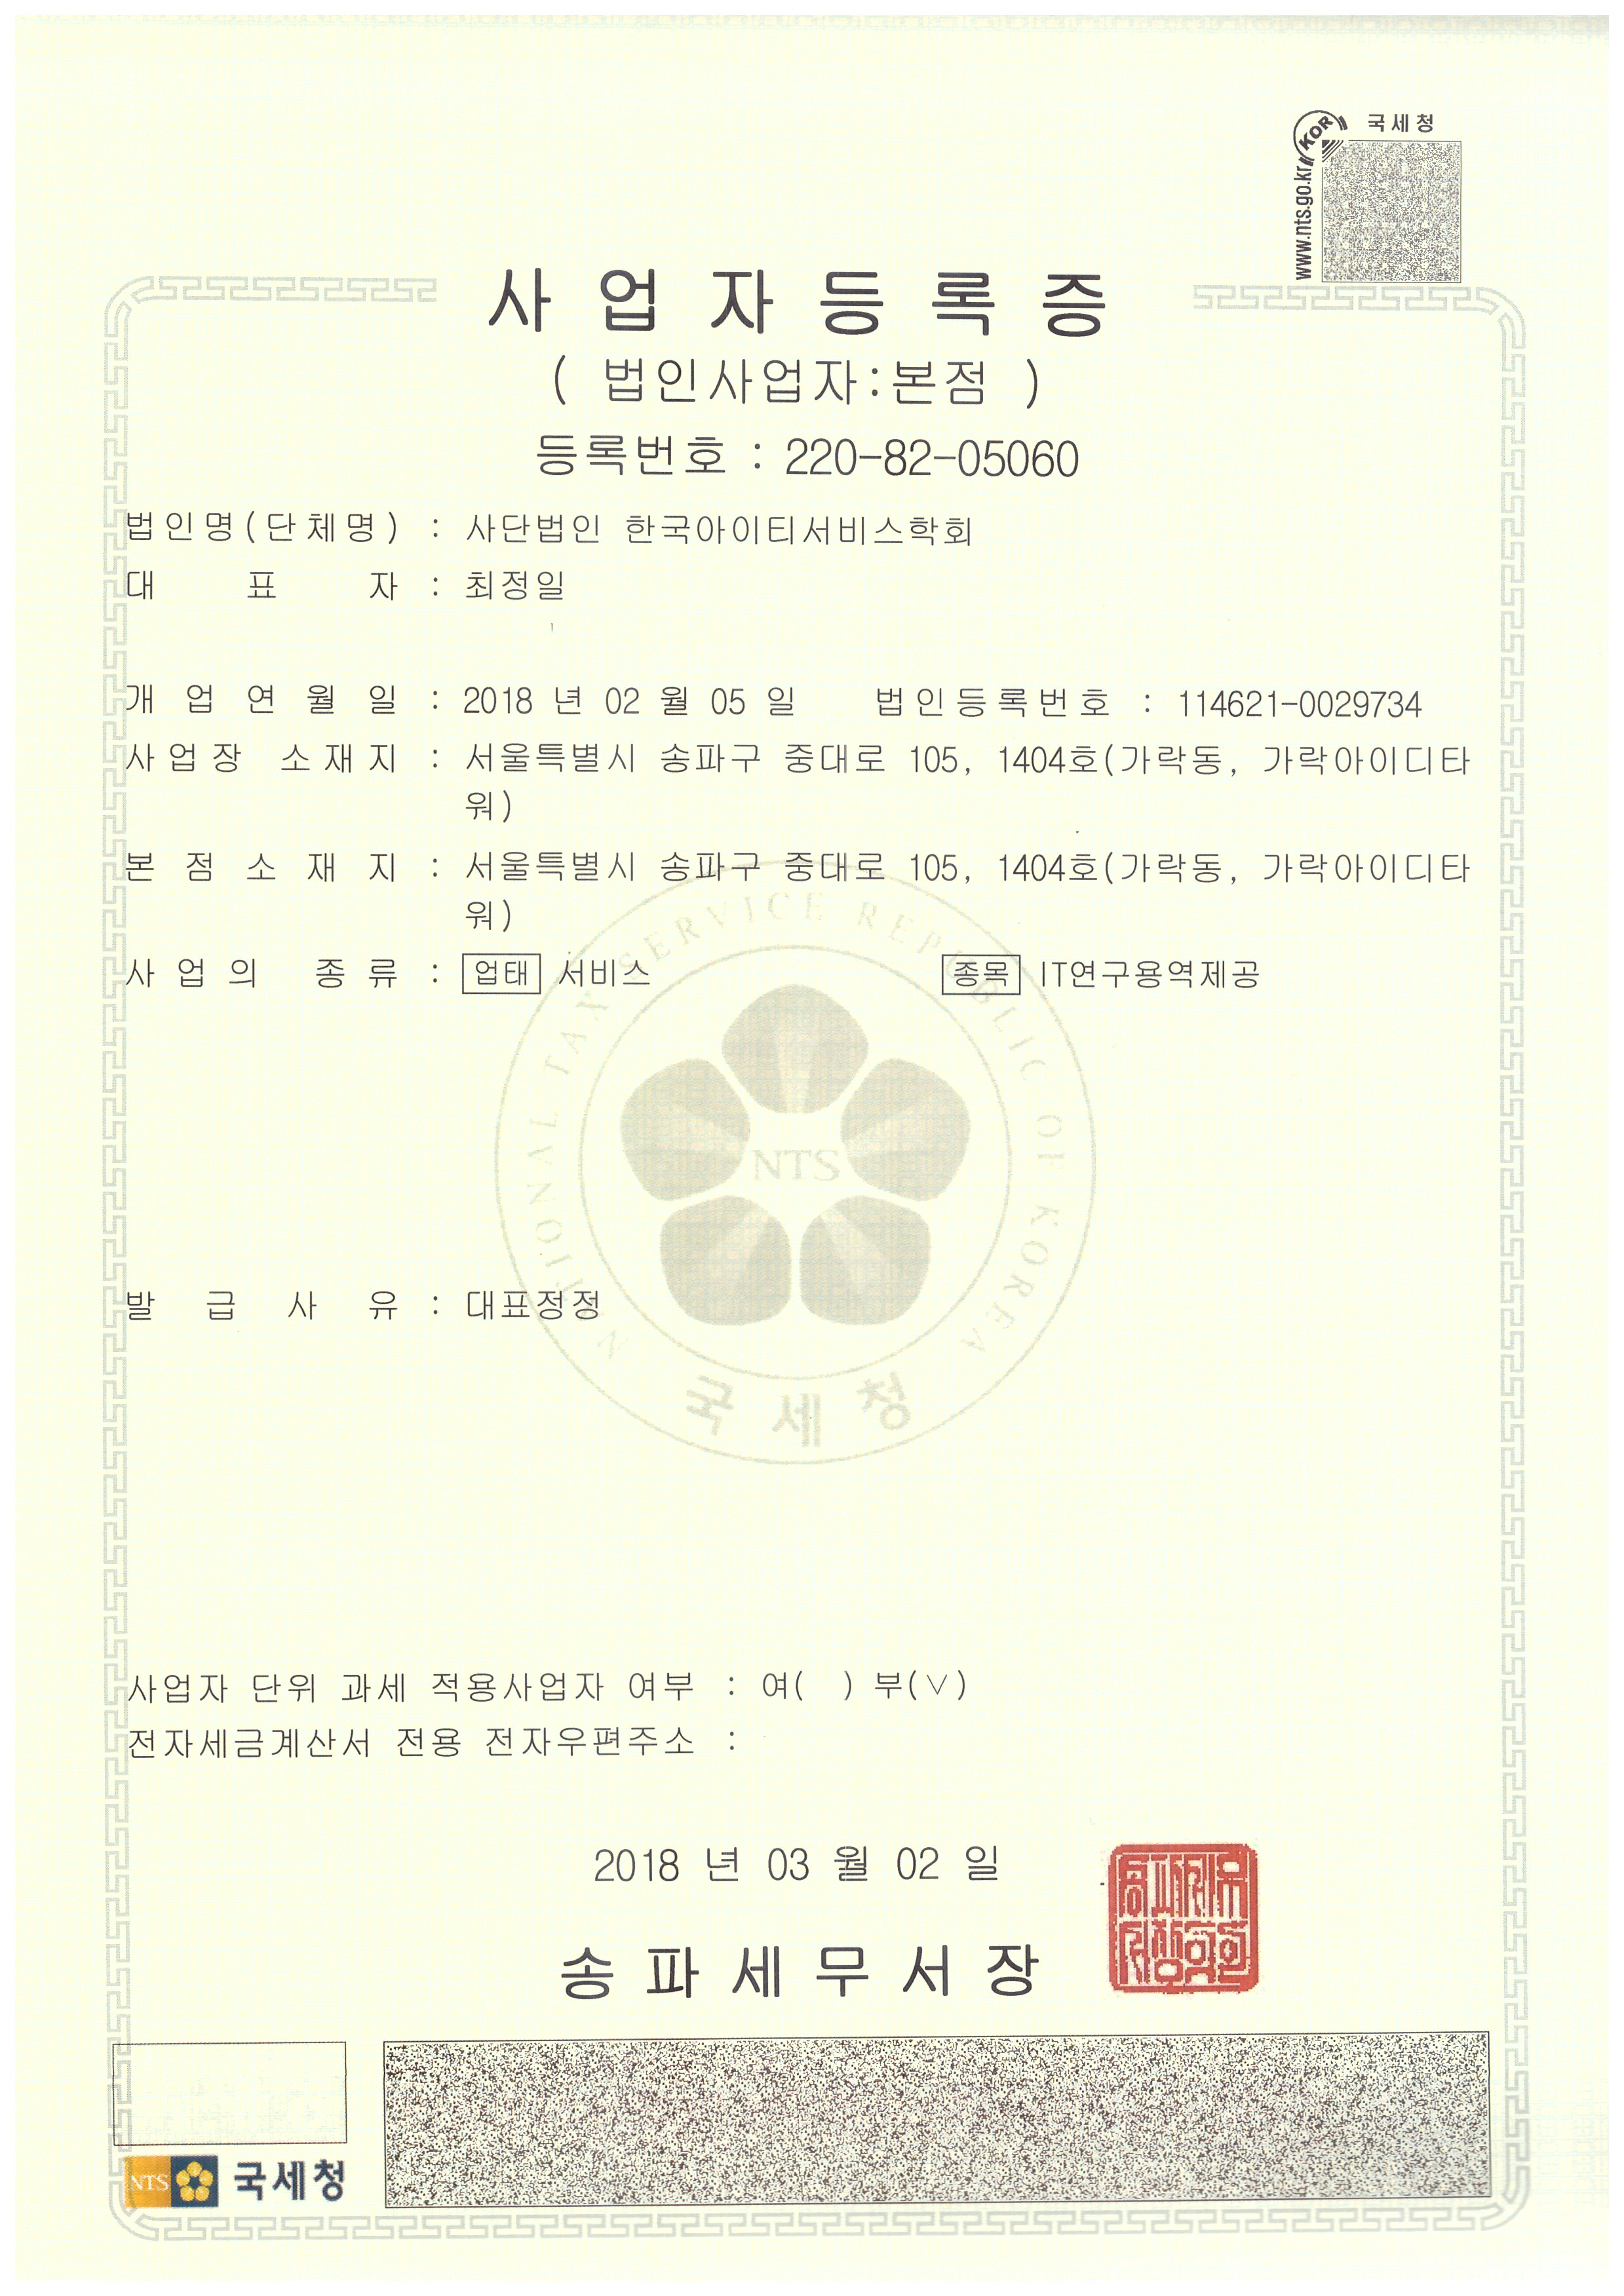 국세청
KOR
www.nts.go.kr
사업자등록증
( 법인사업자:본점 )
등록번호 : 220-82-05060
법인명(단체명) : 사단법인 한국아이티서비스학회
대표자 : 최정일
개업연월일 : 2018 년 02 월 05 일 법인등록번호 : 114621-0029734
사업장 소재지 : 서울특별시 송파구 중대로 105, 1404호(가락동, 가락아이디타
워)
본점소재지 : 서울특별시 송파구 중대로 105, 1404호(가락동, 가락아이디타
워)
사업의 종류 : 업태 서비스 종목 IT연구용역제공
NATIONAL TAX SERVICE REPUBLIC OF KOREA
NTS
국세청
발급사유 : 대표정정
사업자 단위 과세 적용사업자 여부 : 여( ) 부(∨)
전자세금계산서 전용 전자우편주소 :
2018 년 03 월 02 일
송파세무서장
NTS 국세청